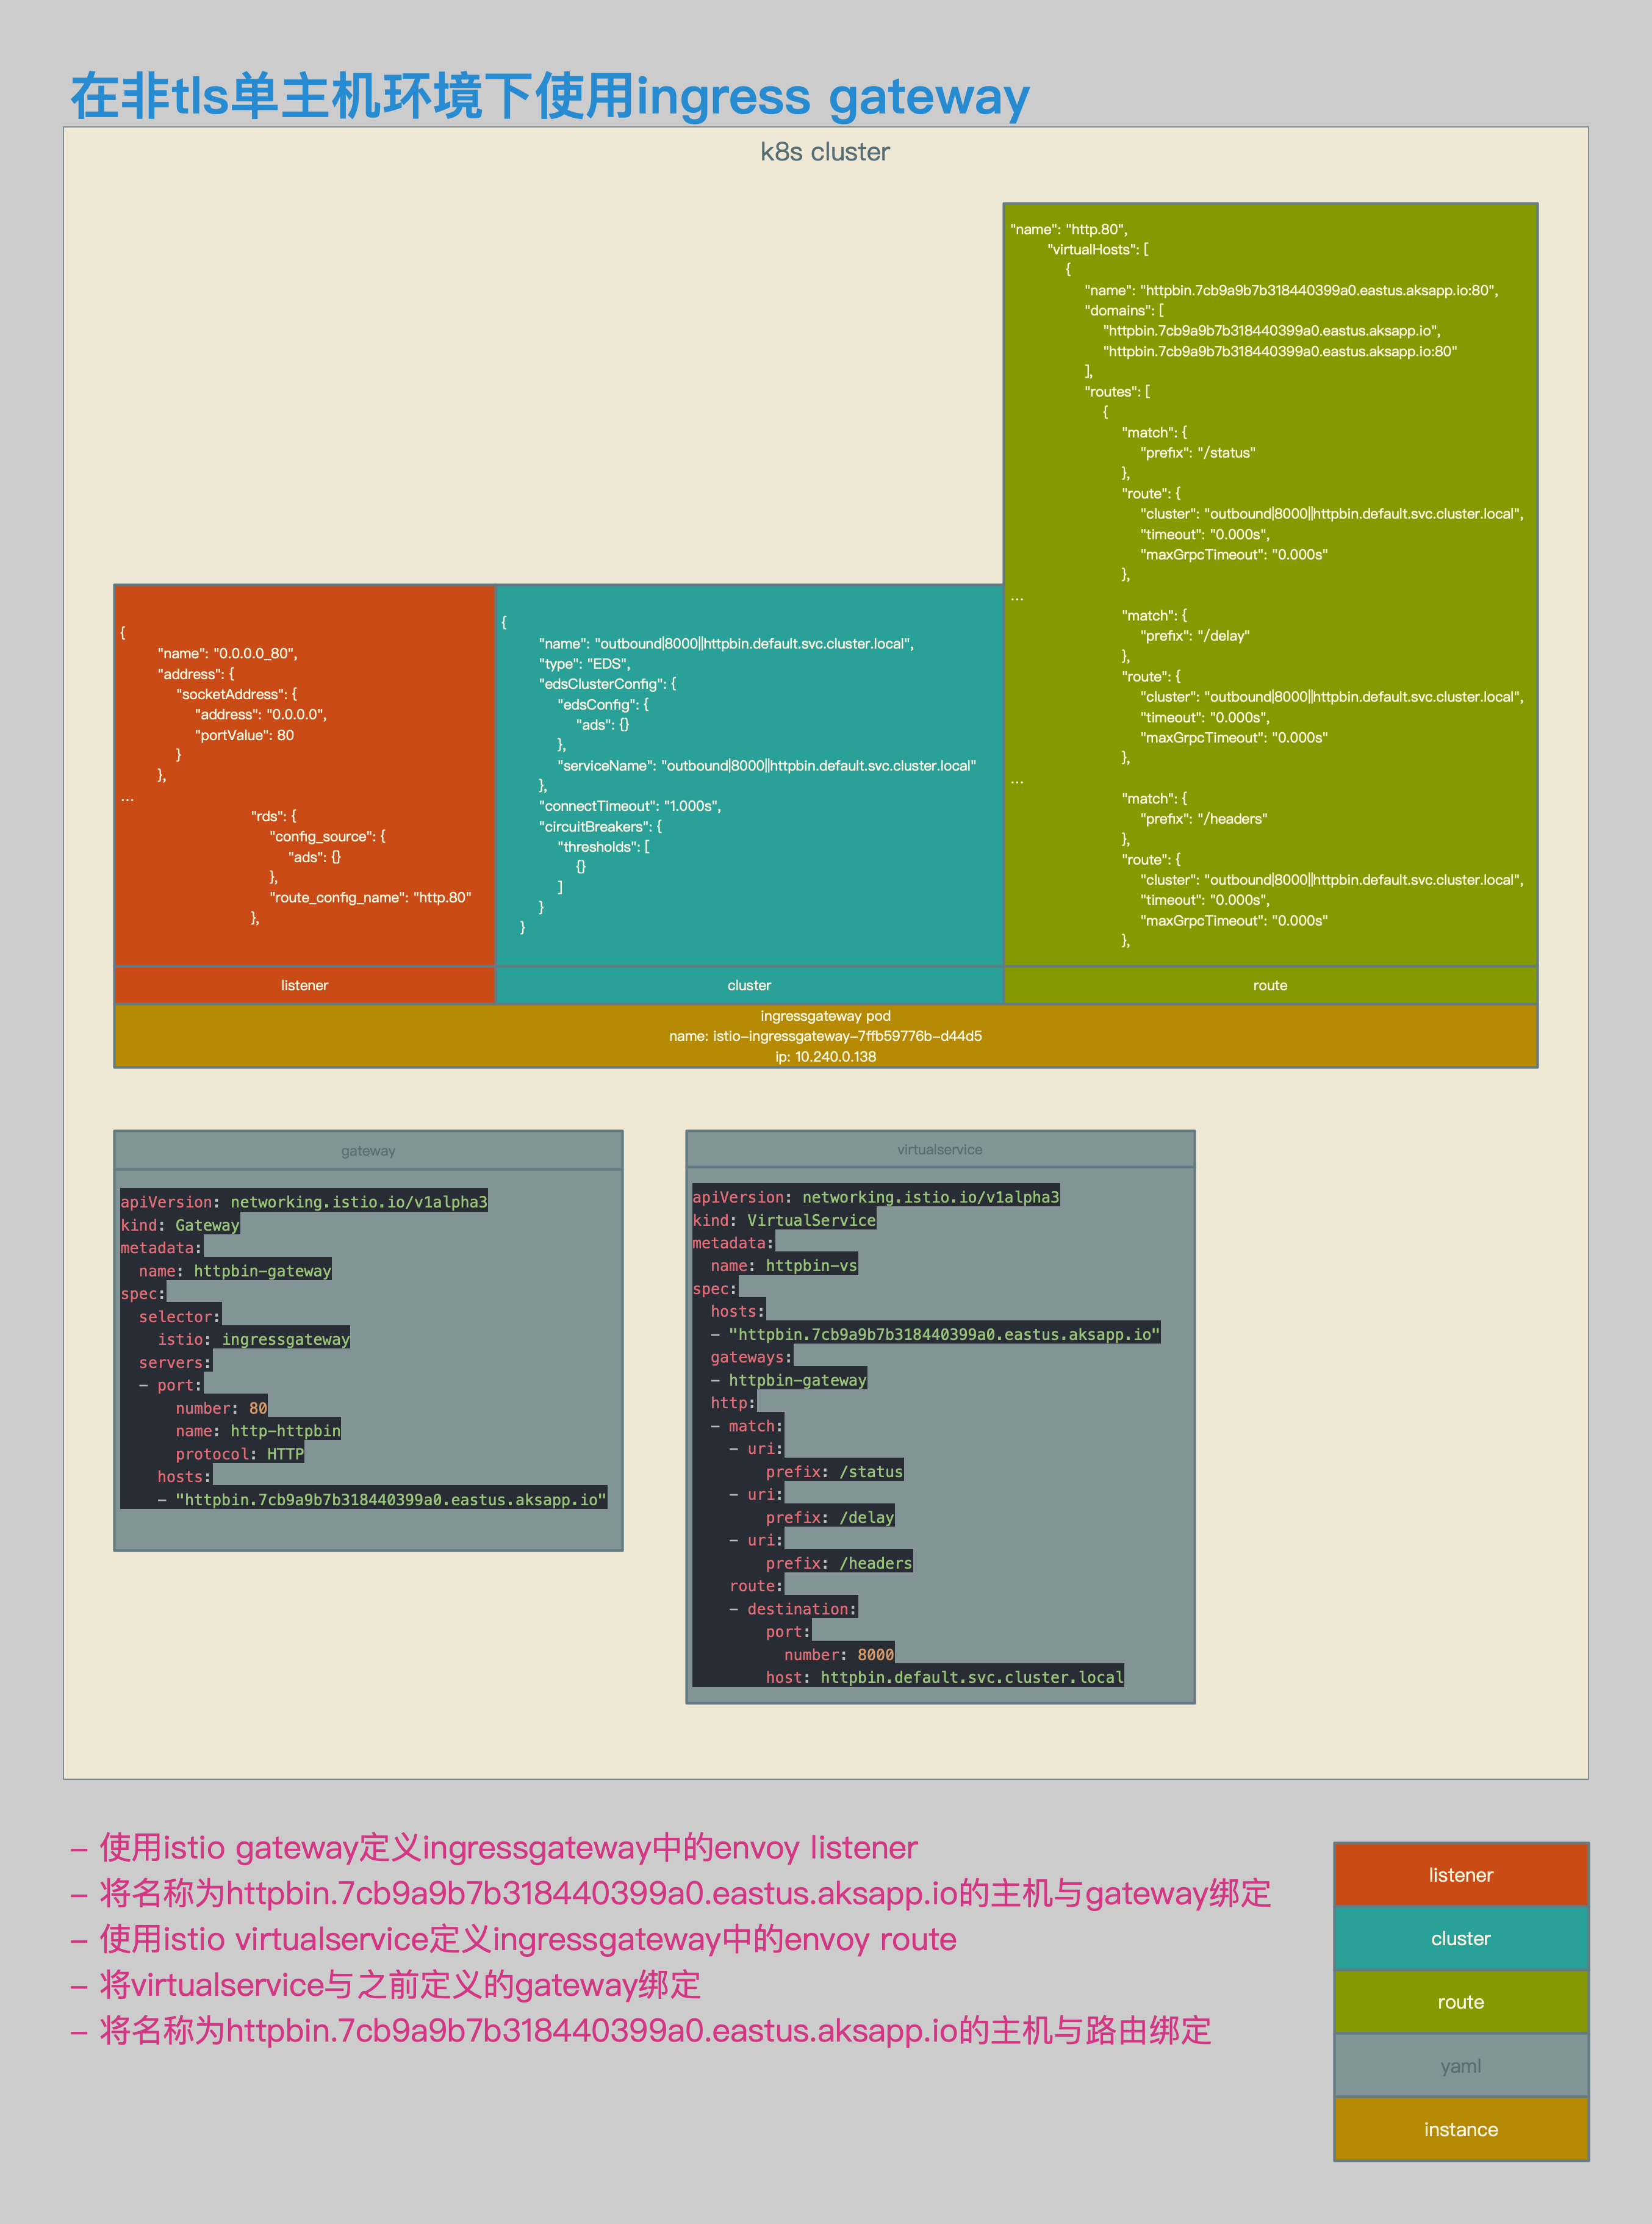 在非tls单主机环境下使用ingress gateway
k8s cluster
{
"name": "0.0.0.0_80",
"address": {
"socketAddress": {
"address": "0.0.0.0",
"portValue": 80
}
},
...
"rds": {
"config_source": {
"ads": {}
},
"route_config_name": "http.80"
},
listener
{
"name": "outbound|8000||httpbin.default.svc.cluster.local",
"type": "EDS",
"edsClusterConfig": {
"edsConfig": {
"ads": {}
},
"serviceName": "outbound|8000||httpbin.default.svc.cluster.local"
},
"connectTimeout": "1.000s",
"circuitBreakers": {
"thresholds": [
{}
]
}
}
cluster
"name": "http.80",
"virtualHosts": [
{
"name": "httpbin.7cb9a9b7b318440399a0.eastus.aksapp.io:80",
"domains": [
"httpbin.7cb9a9b7b318440399a0.eastus.aksapp.io",
"httpbin.7cb9a9b7b318440399a0.eastus.aksapp.io:80"
],
"routes": [
{
"match": {
"prefix": "/status"
},
"route": {
"cluster": "outbound|8000||httpbin.default.svc.cluster.local",
"timeout": "0.000s",
"maxGrpcTimeout": "0.000s"
},
...
"match": {
"prefix": "/delay"
},
"route": {
"cluster": "outbound|8000||httpbin.default.svc.cluster.local",
"timeout": "0.000s",
"maxGrpcTimeout": "0.000s"
},
...
"match": {
"prefix": "/headers"
},
"route": {
"cluster": "outbound|8000||httpbin.default.svc.cluster.local",
"timeout": "0.000s",
"maxGrpcTimeout": "0.000s"
},
route
ingressgateway pod
name: istio-ingressgateway-7ffb59776b-d44d5
ip: 10.240.0.138
gateway
apiVersion: networking.istio.io/v1alpha3
kind: Gateway
metadata:
name: httpbin-gateway
spec:
selector:
istio: ingressgateway
servers:
- port:
number: 80
name: http-httpbin
protocol: HTTP
hosts:
- "httpbin.7cb9a9b7b318440399a0.eastus.aksapp.io"
virtualservice
apiVersion: networking.istio.io/v1alpha3
kind: VirtualService
metadata:
name: httpbin-vs
spec:
hosts:
- "httpbin.7cb9a9b7b318440399a0.eastus.aksapp.io"
gateways:
- httpbin-gateway
http:
- match:
- uri:
prefix: /status
- uri:
prefix: /delay
- uri:
prefix: /headers
route:
- destination:
port:
number: 8000
host: httpbin.default.svc.cluster.local
- 使用istio gateway定义ingressgateway中的envoy listener
- 将名称为httpbin.7cb9a9b7b318440399a0.eastus.aksapp.io的主机与gateway绑定
- 使用istio virtualservice定义ingressgateway中的envoy route
- 将virtualservice与之前定义的gateway绑定
- 将名称为httpbin.7cb9a9b7b318440399a0.eastus.aksapp.io的主机与路由绑定
listener
cluster
route
yaml
instance